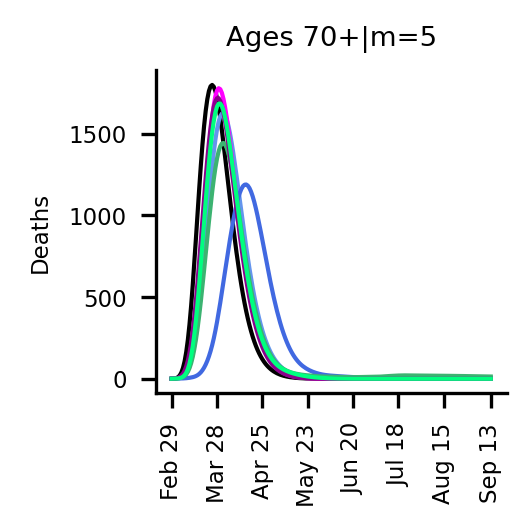 Ages 70+|m=5
Deaths
1500
1000
500
0
Feb 29
Mar 28
Apr 25
May 23
Jun 20
Jul 18
Aug 15
Sep 13